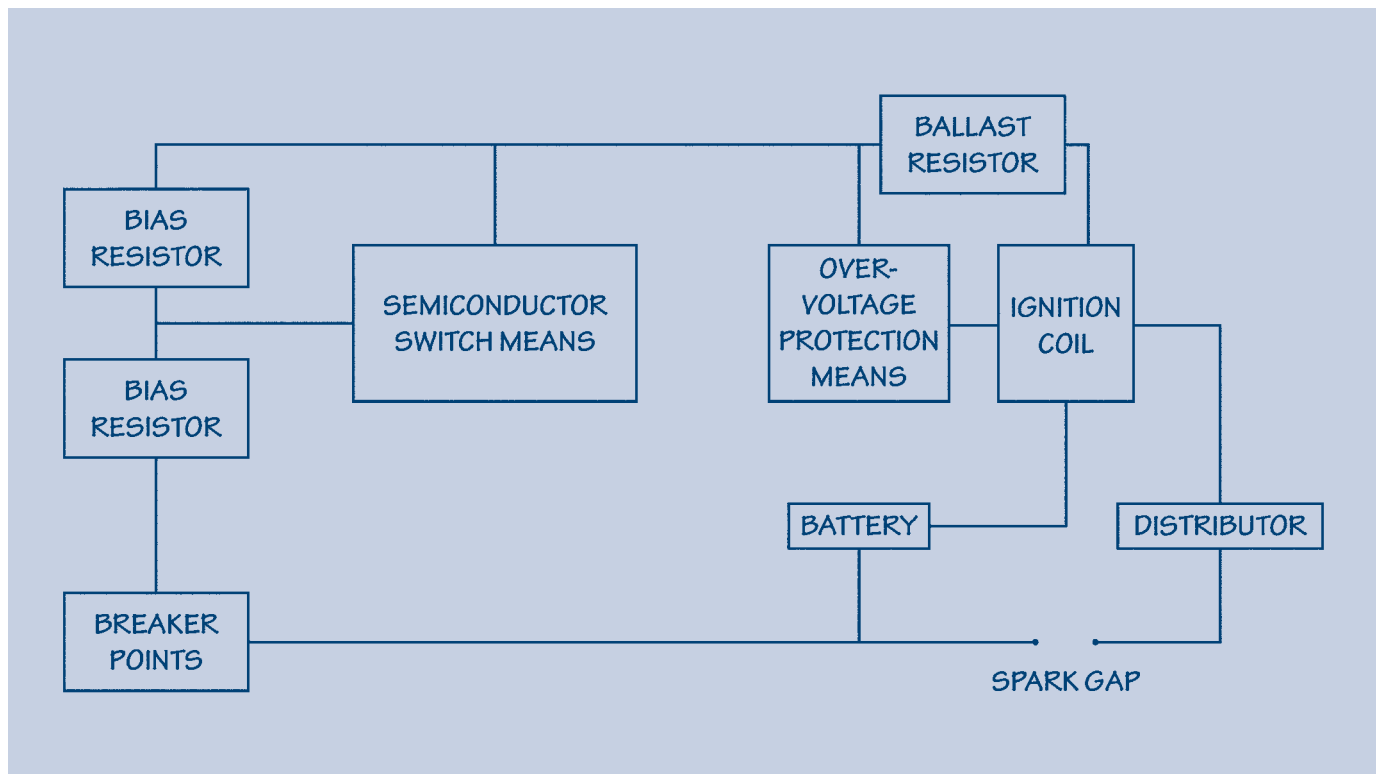 BALLAST
RESISTOR
BIAS
RESISTOR
SEMICONDUCTOR
SWITCH MEANS
OVER-
VOLTAGE
PROTECTION
MEANS
IGNITION
COIL
BIAS
RESISTOR
BATTERY
DISTRIBUTOR
BREAKER
POINTS
SPARK GAP